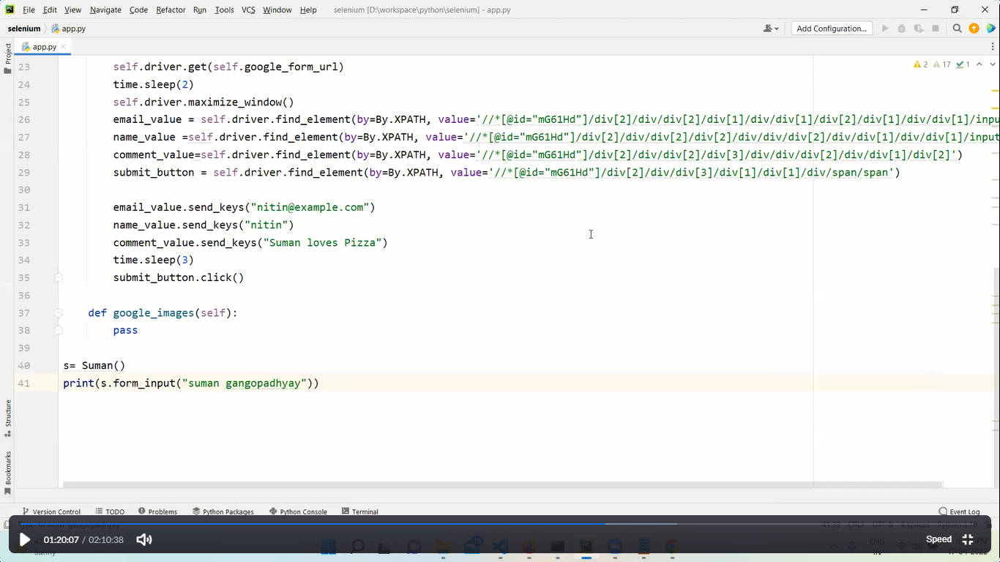 File Edit View Navigate Code Refactor Run Tools VCS Window Help selenium [D:\workspace\python\selenium] - app.py
selenium app.py Add Configuration...
Project app.py
2 17 1
23 self.driver.get(self.google_form_url)
24 time.sleep(2)
25 self.driver.maximize_window()
26 email_value = self.driver.find_element(by=By.XPATH, value='//*[@id="mG61Hd"]/div[2]/div/div[2]/div[1]/div/div[1]/div[2]/div[1]/div/div[1]/inpu
27 name_value =self.driver.find_element(by=By.XPATH, value='//*[@id="mG61Hd"]/div[2]/div/div[2]/div[2]/div/div/div[2]/div/div[1]/div/div[1]/input
28 comment_value=self.driver.find_element(by=By.XPATH, value='//*[@id="mG61Hd"]/div[2]/div/div[2]/div[3]/div/div/div[2]/div/div[1]/div[2]')
29 submit_button = self.driver.find_element(by=By.XPATH, value='//*[@id="mG61Hd"]/div[2]/div/div[3]/div[1]/div[1]/div/span/span')
30
31 email_value.send_keys("nitin@example.com")
32 name_value.send_keys("nitin")
33 comment_value.send_keys("Suman loves Pizza")
34 time.sleep(3)
35 submit_button.click()
36
37 def google_images(self):
38 pass
39
40 s= Suman()
41 print(s.form_input("suman gangopadhyay"))
Structure
Bookmarks
Version Control TODO Problems Python Packages Python Console Terminal Event Log
Typo: In word 'gangopadhyay' 41:39 CRLF UTF-8 4 spaces Python 3.10
01:20:07 / 02:10:38 Speed
Sunny ENG
IN